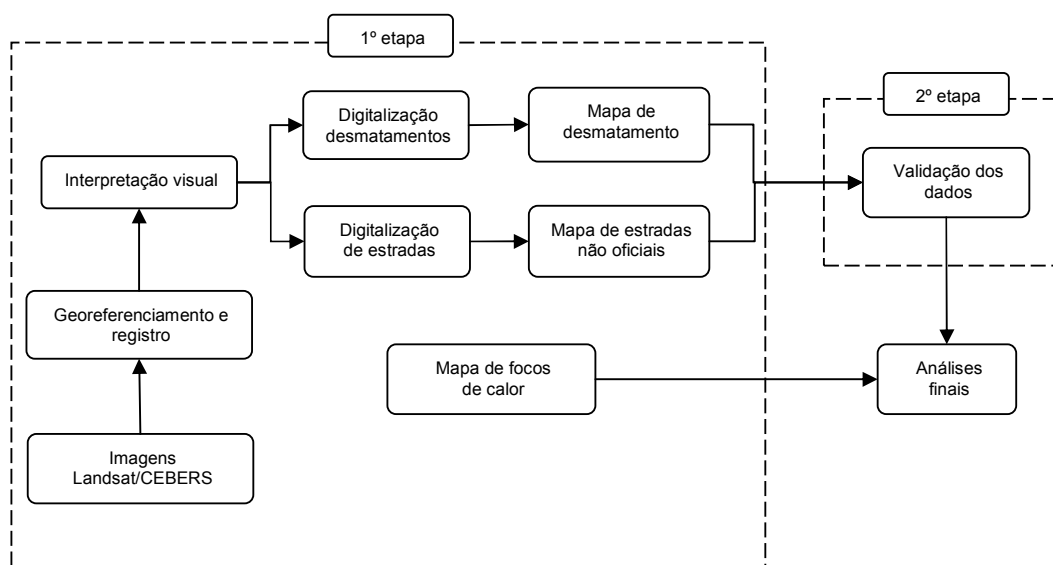 1º etapa
2º etapa
Digitalização
desmatamentos
Mapa de
desmatamento
Interpretação visual
Validação dos
dados
Digitalização
de estradas
Mapa de estradas
não oficiais
Georeferenciamento e
registro
Mapa de focos
de calor
Análises
finais
Imagens
Landsat/CEBERS